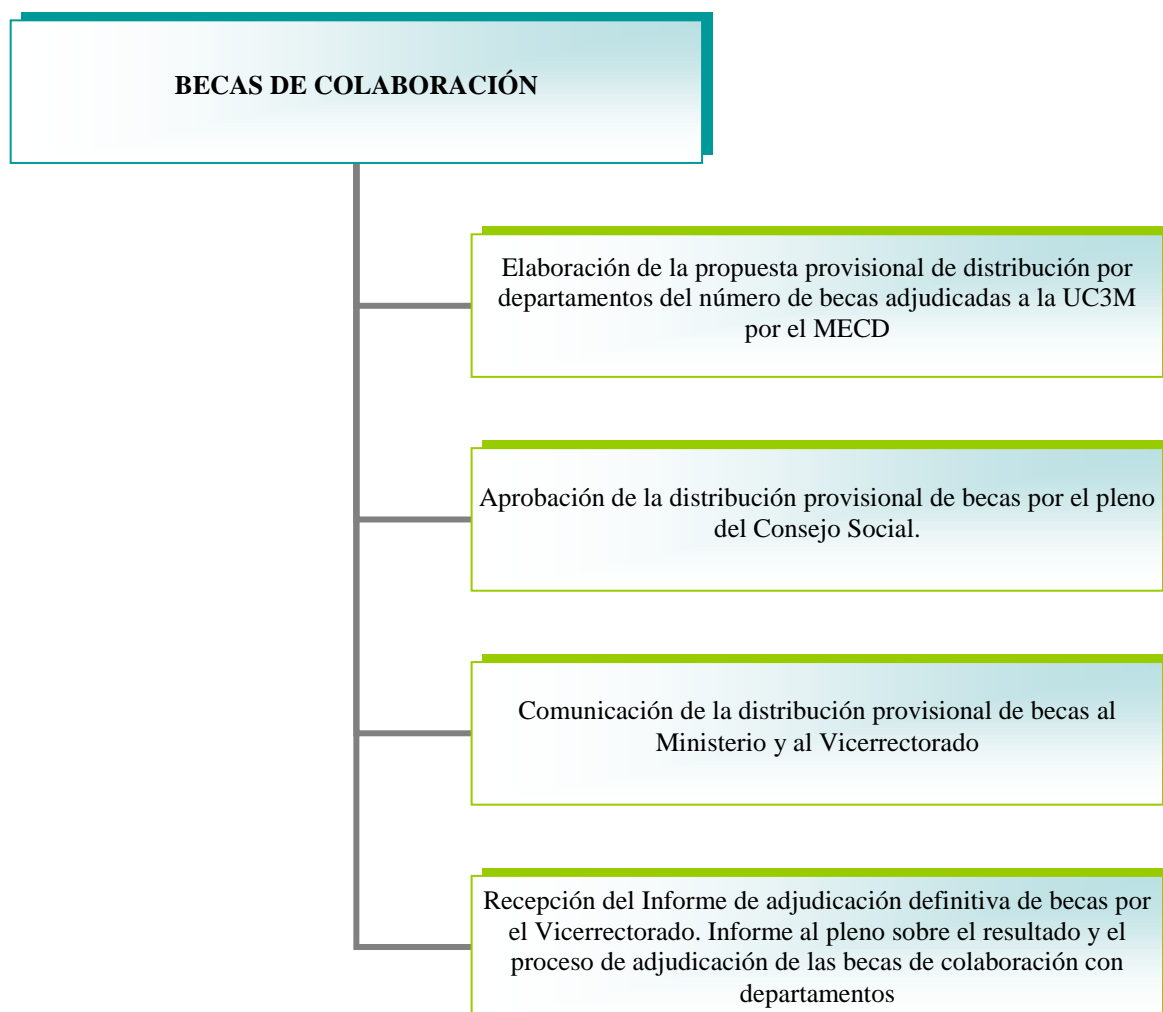 BECAS DE COLABORACIÓN
Elaboración de la propuesta provisional de distribución por
departamentos del número de becas adjudicadas a la UC3M
por el MECD
Aprobación de la distribución provisional de becas por el pleno
del Consejo Social.
Comunicación de la distribución provisional de becas al
Ministerio y al Vicerrectorado
Recepción del Informe de adjudicación definitiva de becas por
el Vicerrectorado. Informe al pleno sobre el resultado y el
proceso de adjudicación de las becas de colaboración con
departamentos